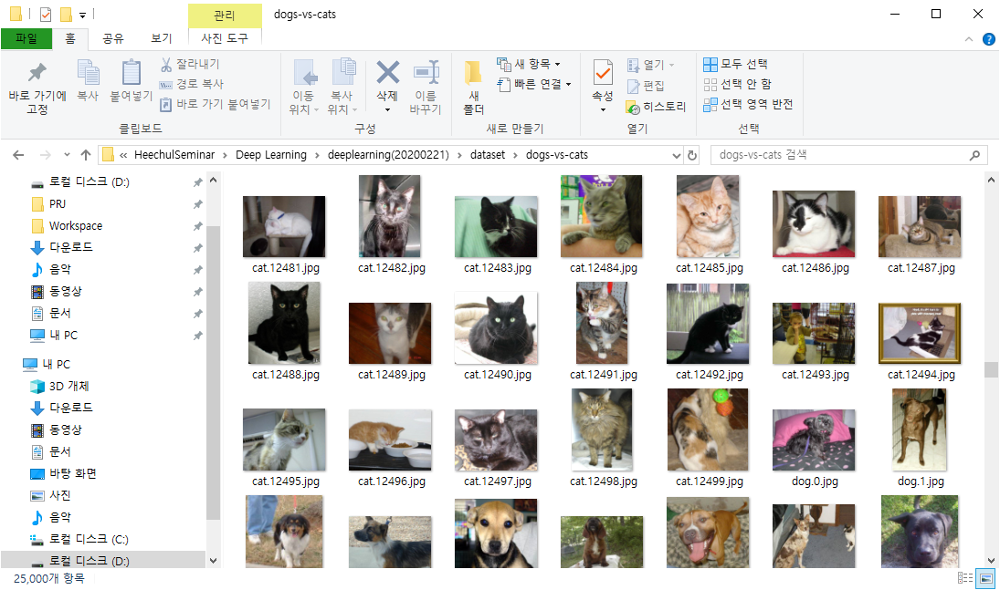 관리
dogs-vs-cats
파일
홈
공유
보기
사진 도구
바로 가기에
고정
복사
붙여넣기
잘라내기
경로 복사
바로 가기 붙여넣기
클립보드
이동
위치
복사
위치
삭제
이름
바꾸기
구성
새
폴더
새 항목
빠른 연결
새로 만들기
속성
열기
편집
히스토리
열기
모두 선택
선택 안 함
선택 영역 반전
선택
« HeechulSeminar > Deep Learning > deeplearning(20200221) > dataset > dogs-vs-cats
dogs-vs-cats 검색
로컬 디스크 (D:)
PRJ
Workspace
다운로드
음악
동영상
문서
내 PC
내 PC
3D 개체
다운로드
동영상
문서
바탕 화면
사진
음악
로컬 디스크 (C:)
로컬 디스크 (D:)
cat.12481.jpg
cat.12482.jpg
cat.12483.jpg
cat.12484.jpg
cat.12485.jpg
cat.12486.jpg
cat.12487.jpg
cat.12488.jpg
cat.12489.jpg
cat.12490.jpg
cat.12491.jpg
cat.12492.jpg
cat.12493.jpg
cat.12494.jpg
cat.12495.jpg
cat.12496.jpg
cat.12497.jpg
cat.12498.jpg
cat.12499.jpg
dog.0.jpg
dog.1.jpg
25,000개 항목